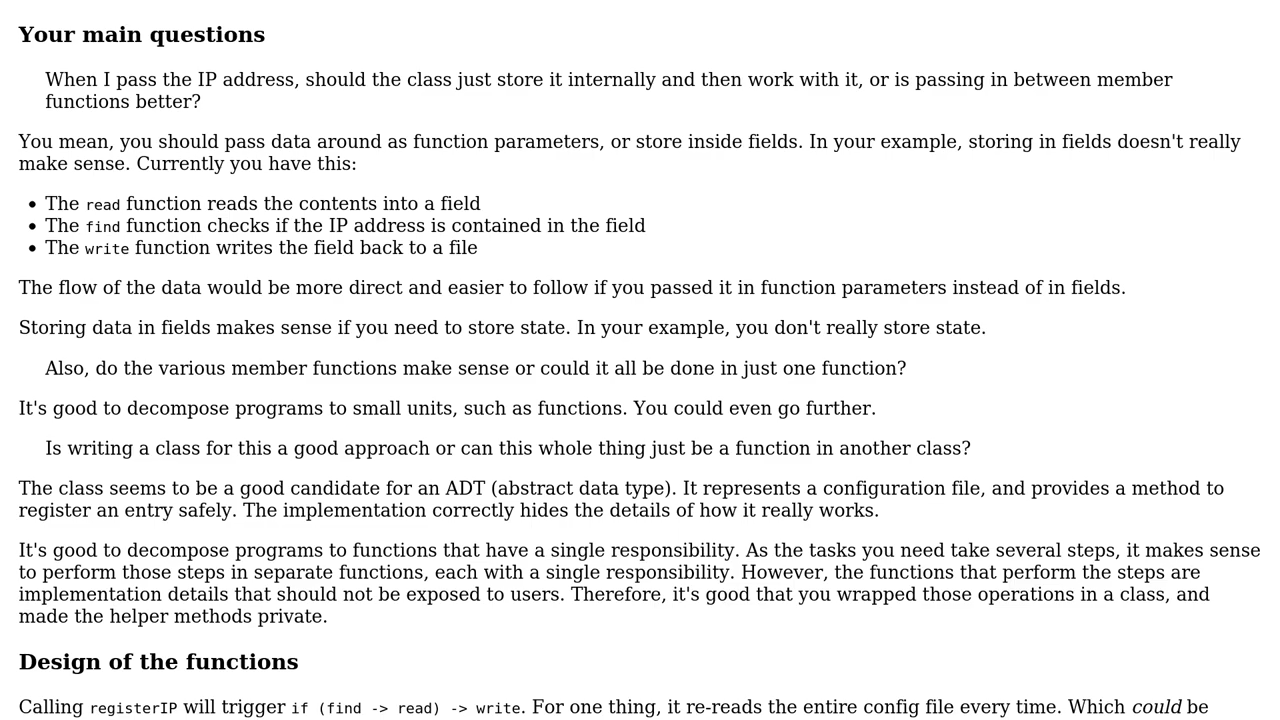 Your main questions
When I pass the IP address, should the class just store it internally and then work with it, or is passing in between member
functions better?
You mean, you should pass data around as function parameters, or store inside fields. In your example, storing in fields doesn't really
make sense. Currently you have this:
• The read function reads the contents into a field
• The find function checks if the IP address is contained in the field
• The write function writes the field back to a file
The flow of the data would be more direct and easier to follow if you passed it in function parameters instead of in fields.
Storing data in fields makes sense if you need to store state. In your example, you don't really store state.
Also, do the various member functions make sense or could it all be done in just one function?
It's good to decompose programs to small units, such as functions. You could even go further.
Is writing a class for this a good approach or can this whole thing just be a function in another class?
The class seems to be a good candidate for an ADT (abstract data type). It represents a configuration file, and provides a method to
register an entry safely. The implementation correctly hides the details of how it really works.
It's good to decompose programs to functions that have a single responsibility. As the tasks you need take several steps, it makes sense
to perform those steps in separate functions, each with a single responsibility. However, the functions that perform the steps are
implementation details that should not be exposed to users. Therefore, it's good that you wrapped those operations in a class, and
made the helper methods private.
Design of the functions
Calling registerIP will trigger if (find -> read) -> write. For one thing, it re-reads the entire config file every time. Which could be